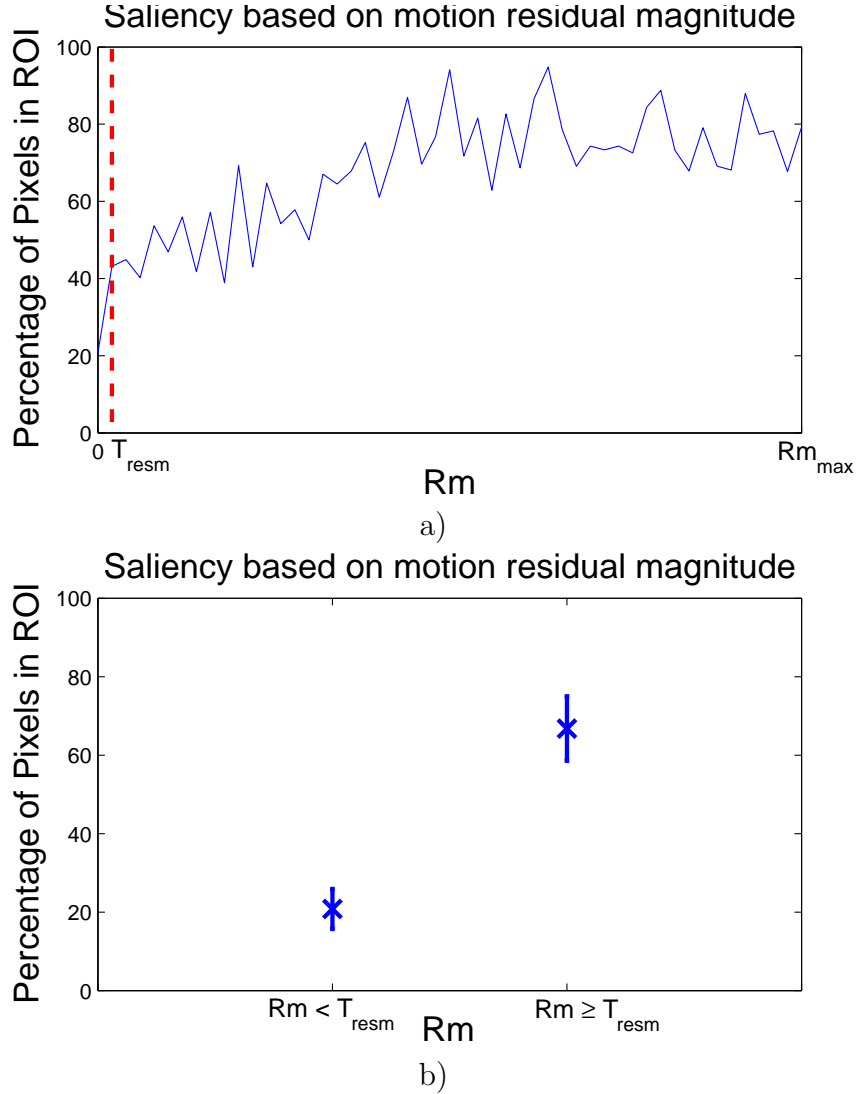 Saliency based on motion residual magnitude
Percentage of Pixels in ROI
100
80
60
40
20
0
0 T_resm Rm_max
Rm
a)
Saliency based on motion residual magnitude
Percentage of Pixels in ROI
100
80
60
40
20
0
Rm < T_resm Rm ≥ T_resm
Rm
b)